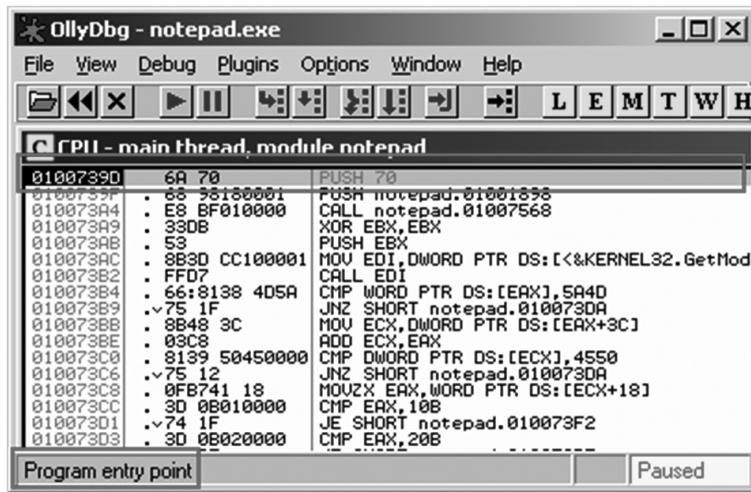 OllyDbg - notepad.exe
File View Debug Plugins Options Window Help
L E M T W H
C CPU - main thread, module notepad
0100739D 6A 70 PUSH 70
0100739F . 68 98180001 PUSH notepad.01001898
010073A4 . E8 BF010000 CALL notepad.01007568
010073A9 . 33DB XOR EBX,EBX
010073AB . 53 PUSH EBX
010073AC . 8B3D CC100001 MOV EDI,DWORD PTR DS:[<&KERNEL32.GetMod
010073B2 . FFD7 CALL EDI
010073B4 . 66:8138 4D5A CMP WORD PTR DS:[EAX],5A4D
010073B9 .v75 1F JNZ SHORT notepad.010073DA
010073BB . 8B48 3C MOV ECX,DWORD PTR DS:[EAX+3C]
010073BE . 03C8 ADD ECX,EAX
010073C0 . 8139 50450000 CMP DWORD PTR DS:[ECX],4550
010073C6 .v75 12 JNZ SHORT notepad.010073DA
010073C8 . 0FB741 18 MOVZX EAX,WORD PTR DS:[ECX+18]
010073CC . 3D 0B010000 CMP EAX,10B
010073D1 .v74 1F JE SHORT notepad.010073F2
010073D3 . 3D 0B020000 CMP EAX,20B
Program entry point Paused